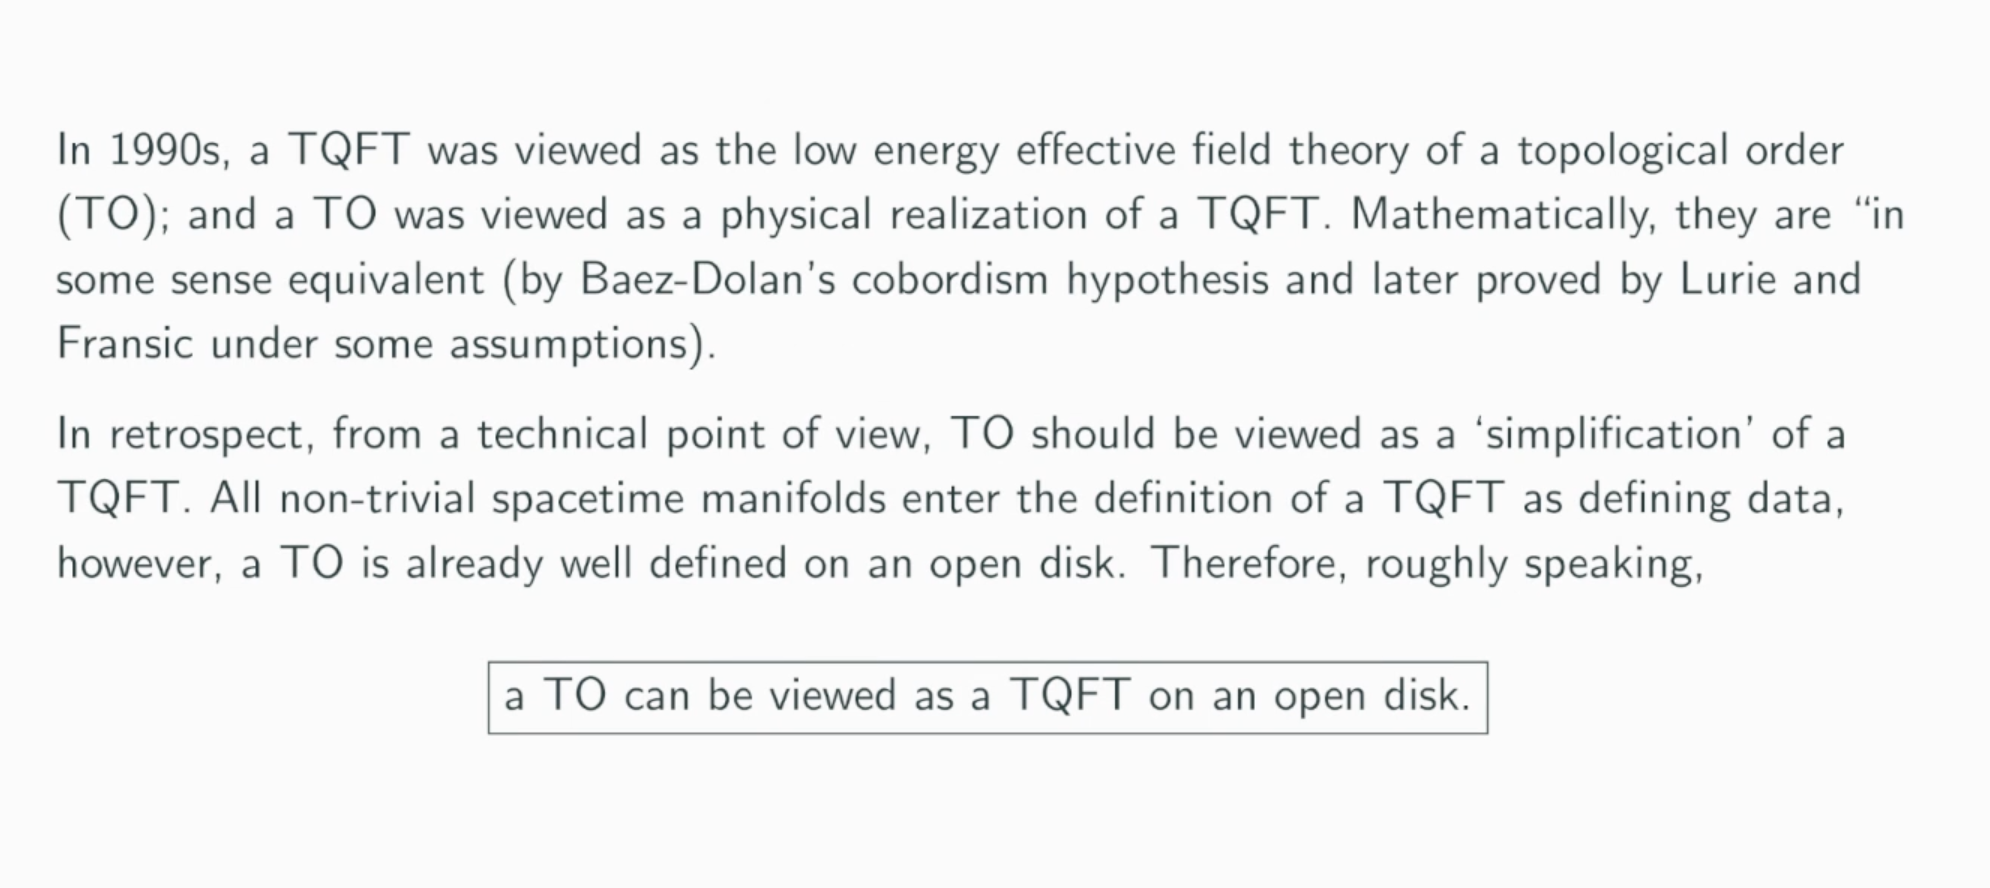 In 1990s, a TQFT was viewed as the low energy effective field theory of a topological order
(TO); and a TO was viewed as a physical realization of a TQFT. Mathematically, they are “in
some sense equivalent (by Baez-Dolan's cobordism hypothesis and later proved by Lurie and
Fransic under some assumptions).
In retrospect, from a technical point of view, TO should be viewed as a ‘simplification’ of a
TQFT. All non-trivial spacetime manifolds enter the definition of a TQFT as defining data,
however, a TO is already well defined on an open disk. Therefore, roughly speaking,
a TO can be viewed as a TQFT on an open disk.